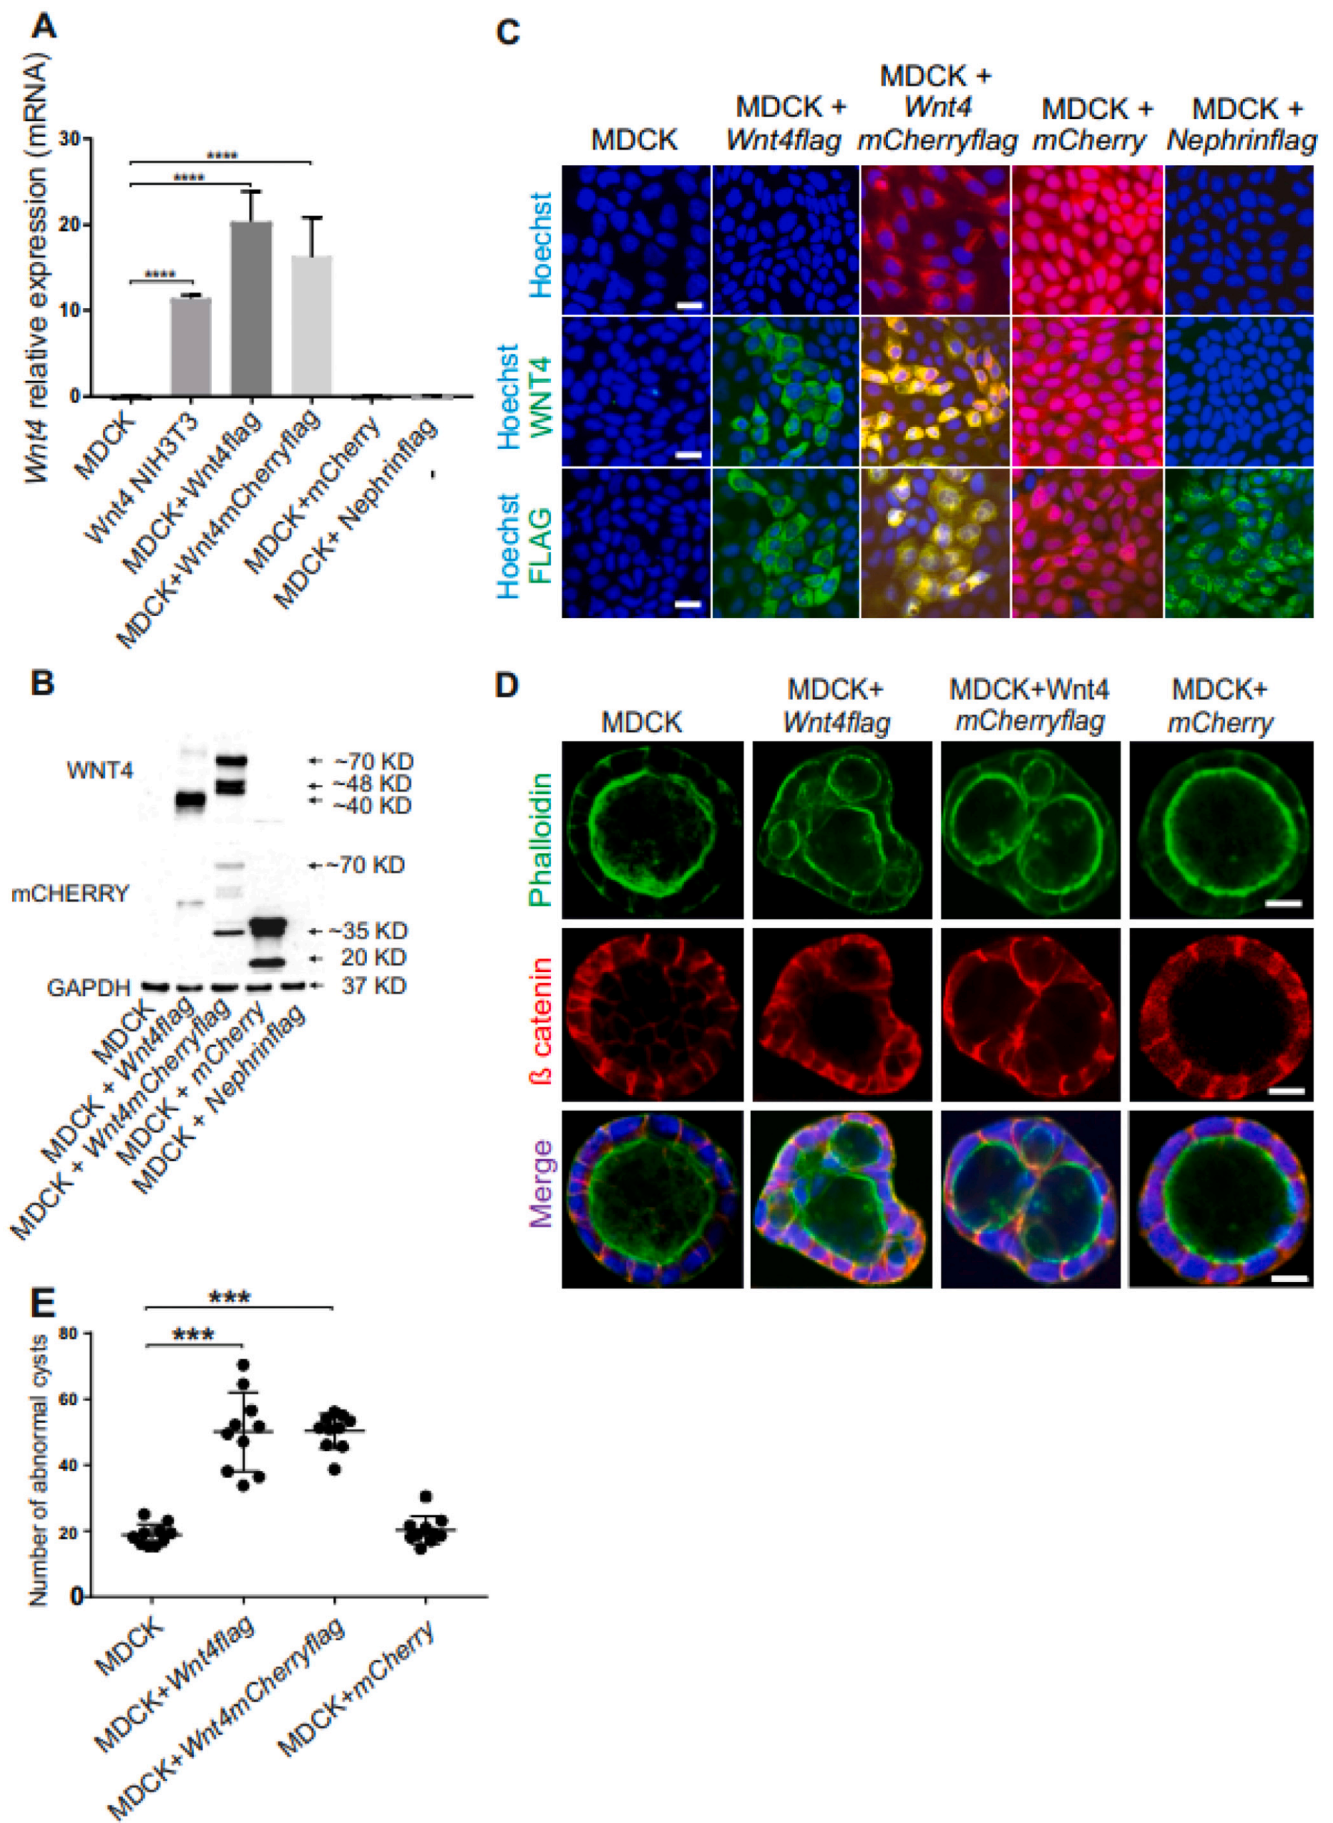 A
Wnt4 relative expression (mRNA)
30
20
10
0
****
****
****
MDCK
Wnt4 NIH3T3
MDCK+Wnt4flag
MDCK+Wnt4mCherryflag
MDCK+mCherry
MDCK+ Nephrinflag
C
MDCK
MDCK +
Wnt4flag
MDCK +
Wnt4
mCherryflag
MDCK +
mCherry
MDCK +
Nephrinflag
Hoechst
Hoechst
WNT4
Hoechst
FLAG
B
WNT4
~70 KD
~48 KD
~40 KD
~70 KD
mCHERRY
~35 KD
20 KD
GAPDH
37 KD
MDCK
MDCK + Wnt4flag
MDCK + Wnt4mCherryflag
MDCK + mCherry
MDCK + Nephrinflag
D
MDCK
MDCK+
Wnt4flag
MDCK+Wnt4
mCherryflag
MDCK+
mCherry
Phalloidin
ß catenin
Merge
E
Number of abnormal cysts
80
60
40
20
0
***
***
MDCK
MDCK+Wnt4flag
MDCK+Wnt4mCherryflag
MDCK+mCherry